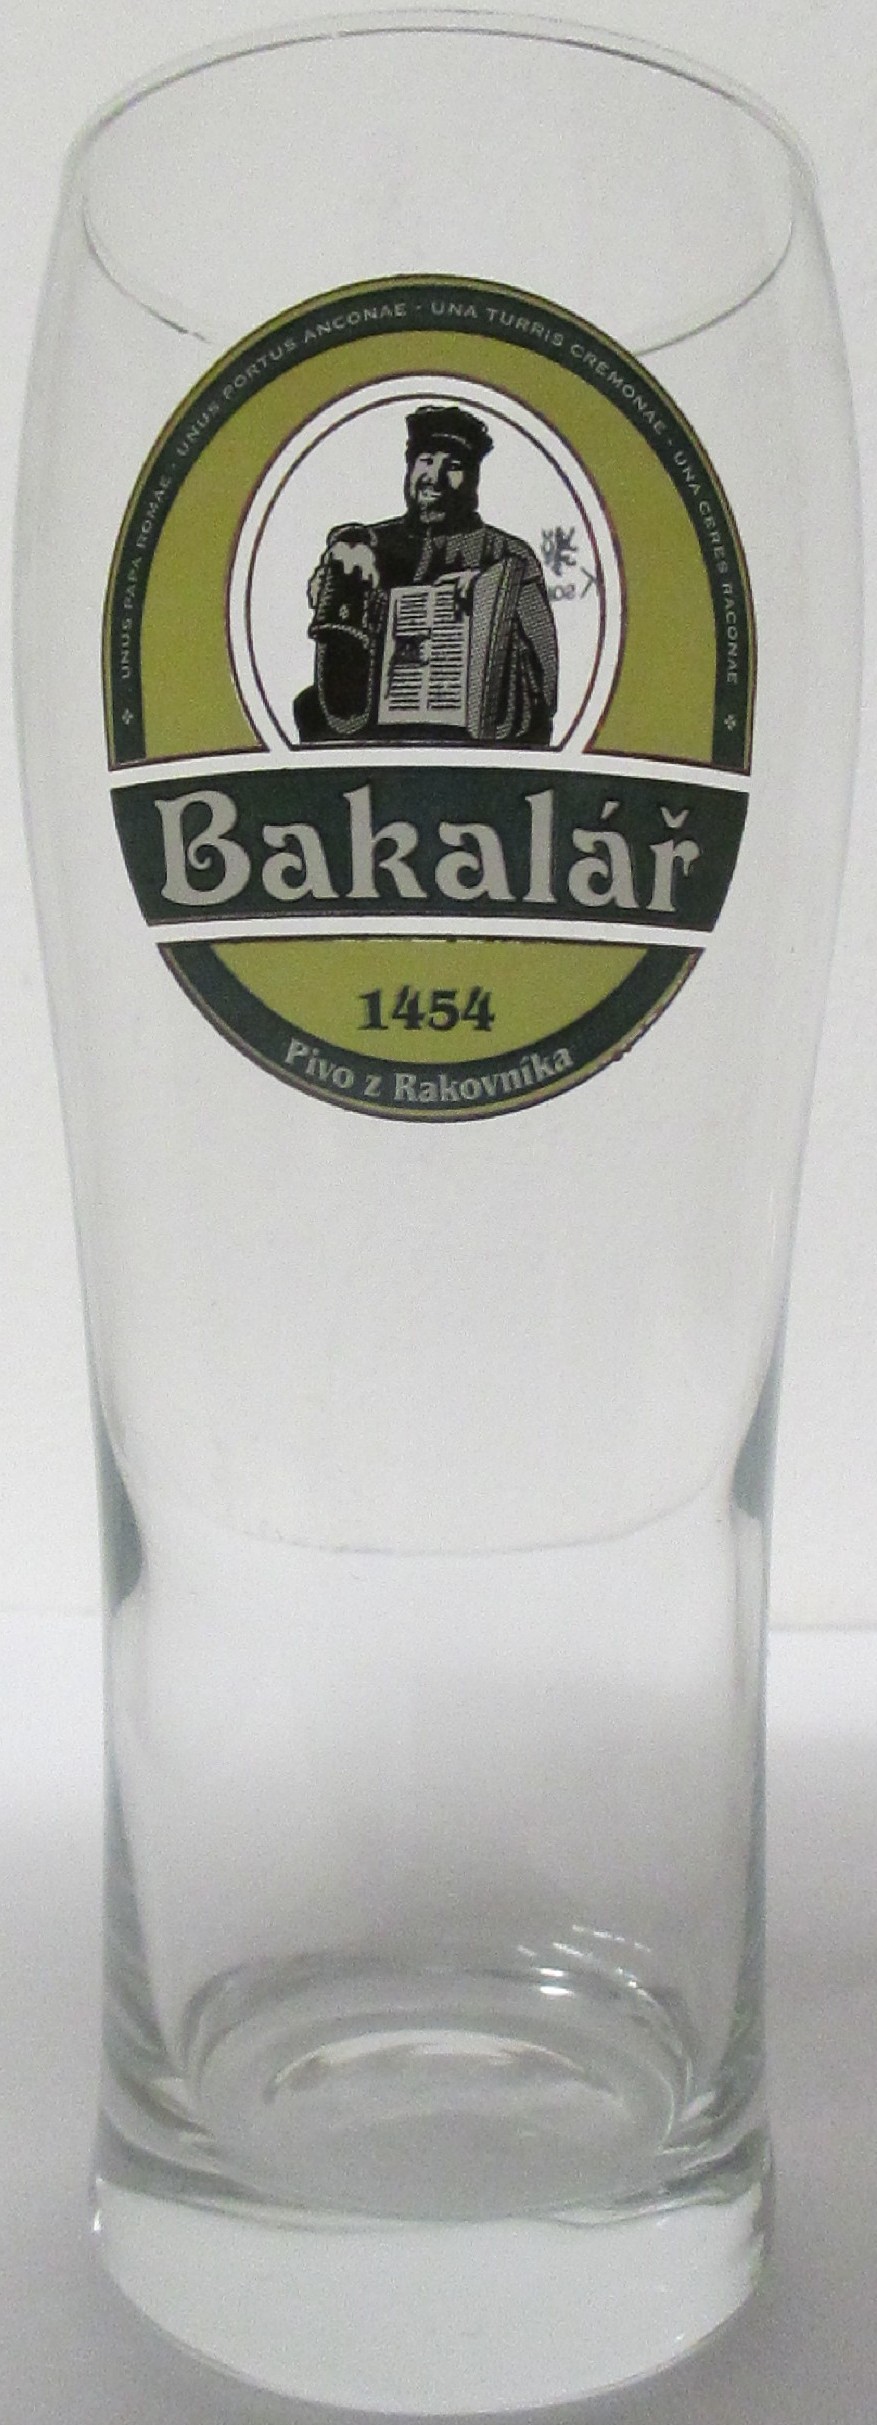 · UNUS PAPA ROMAE · UNUS PORTUS ANCONAE · UNA TURRIS CREMONAE · UNA CERES RACONAE
Bakalář
1454
Pivo z Rakovníka